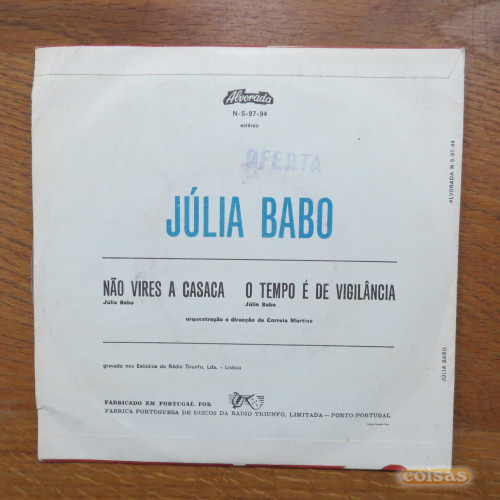 Alvorada
N-S-97-94
estéreo
OFERTA
JÚLIA BABO
NÃO VIRES A CASACA
Júlia Babo
O TEMPO É DE VIGILÂNCIA
Júlia Babo
orquestração e direcção de Correia Martins
gravado nos Estúdios da Rádio Triunfo, Lda. - Lisboa
FABRICADO EM PORTUGAL POR
FABRICA PORTUGUESA DE DISCOS DA RADIO TRIUNFO, LIMITADA — PORTO-PORTUGAL
ALVORADA N-S-97-94
JÚLIA BABO
coisas